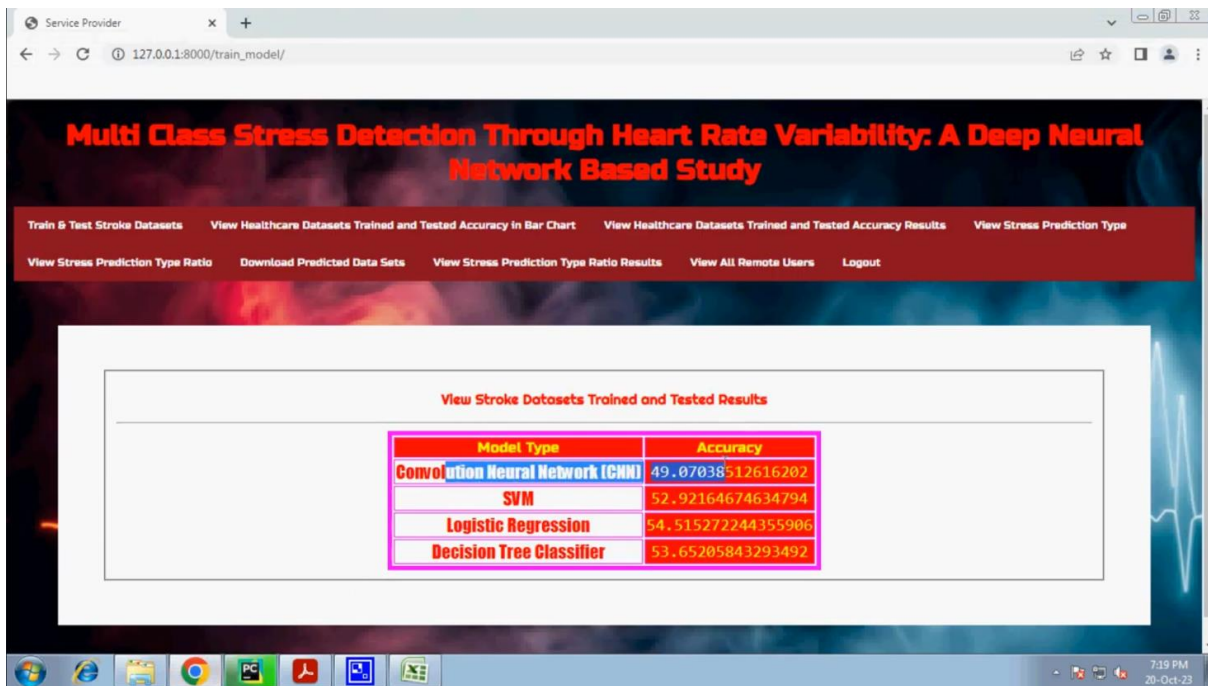 Service Provider
127.0.0.1:8000/train_model/
Multi Class Stress Detection Through Heart Rate Variability: A Deep Neural
Network Based Study
Train & Test Stroke Datasets View Healthcare Datasets Trained and Tested Accuracy in Bar Chart View Healthcare Datasets Trained and Tested Accuracy Results View Stress Prediction Type
View Stress Prediction Type Ratio Download Predicted Data Sets View Stress Prediction Type Ratio Results View All Remote Users Logout
View Stroke Datasets Trained and Tested Results
Model Type Accuracy
Convolution Neural Network (CNN) 49.07038512616202
SVM 52.92164674634794
Logistic Regression 54.515272244355906
Decision Tree Classifier 53.65205843293492
PC
7:19 PM
20-Oct-23